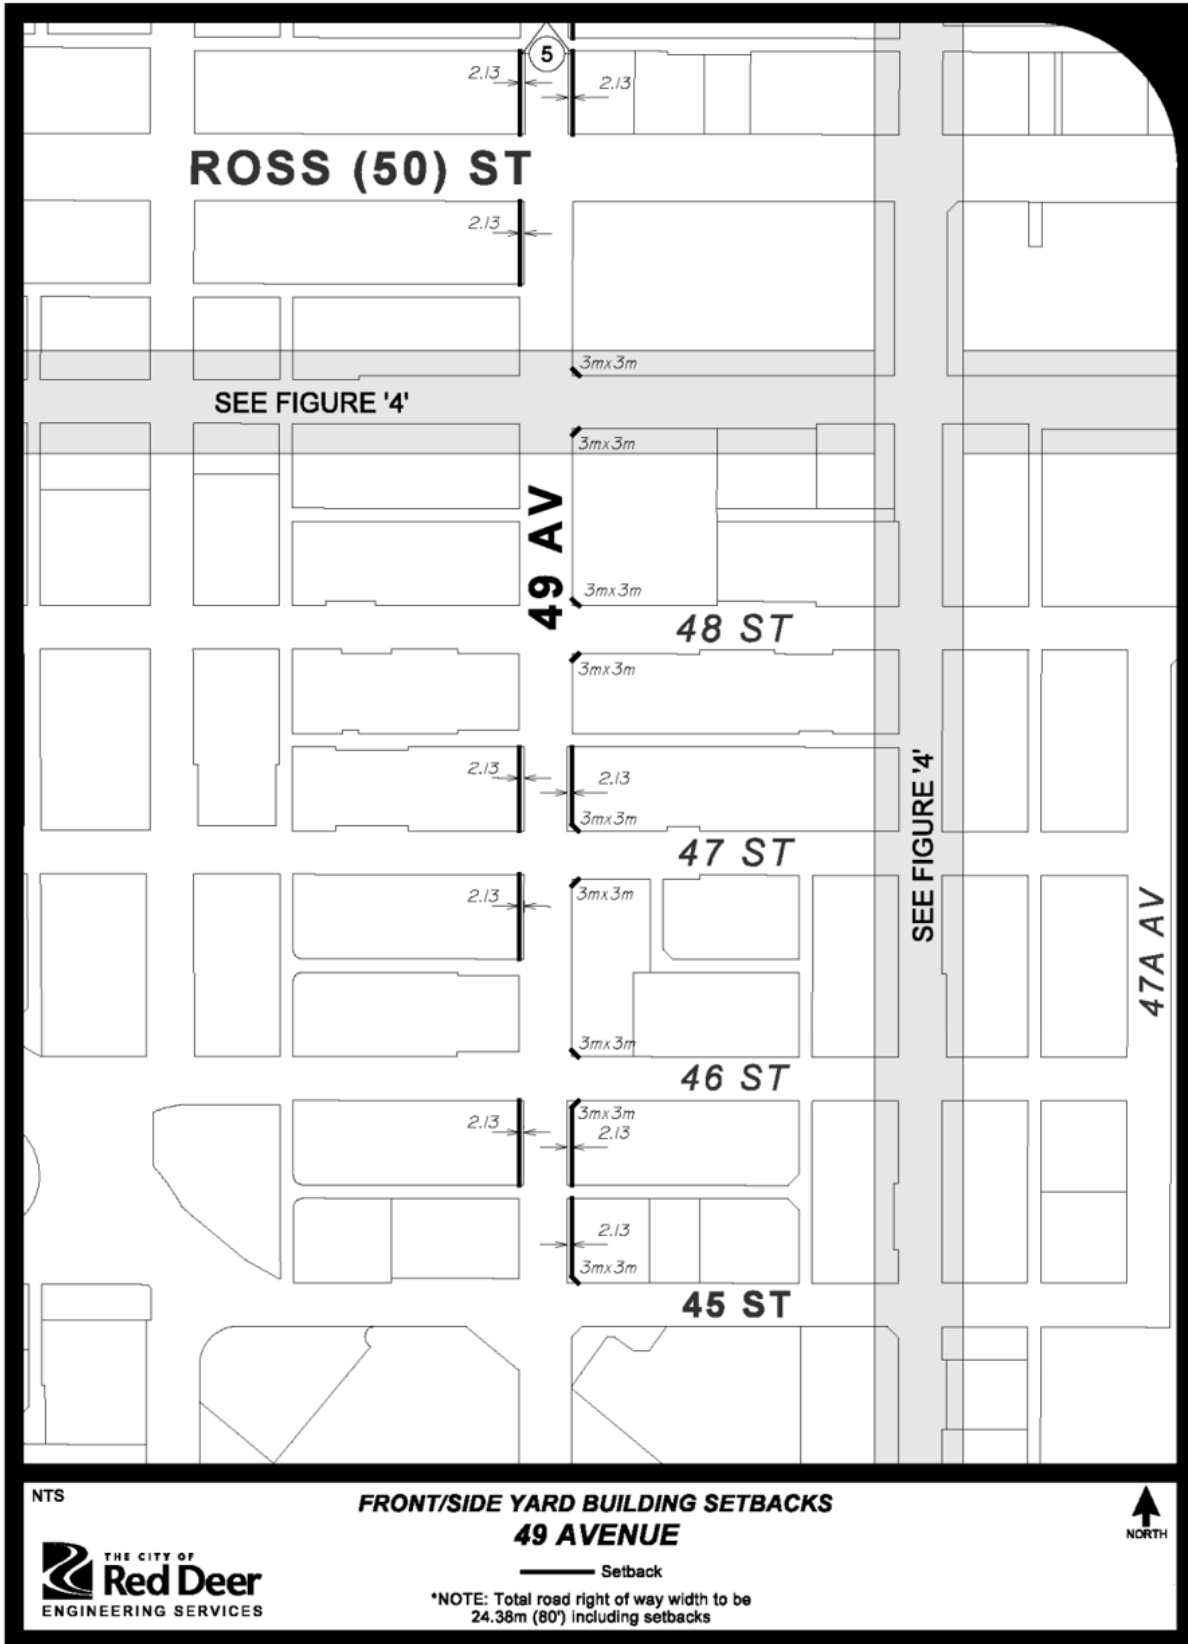 5
2.13
2.13
ROSS (50) ST
2.13
3mx3m
SEE FIGURE '4'
3mx3m
49 AV
3mx3m
48 ST
3mx3m
2.13
2.13
3mx3m
47 ST
SEE FIGURE '4'
2.13
3mx3m
47A AV
3mx3m
46 ST
3mx3m
2.13
2.13
2.13
3mx3m
45 ST
NTS
FRONT/SIDE YARD BUILDING SETBACKS
49 AVENUE
NORTH
Setback
THE CITY OF
Red Deer
ENGINEERING SERVICES
*NOTE: Total road right of way width to be
24.38m (80') including setbacks